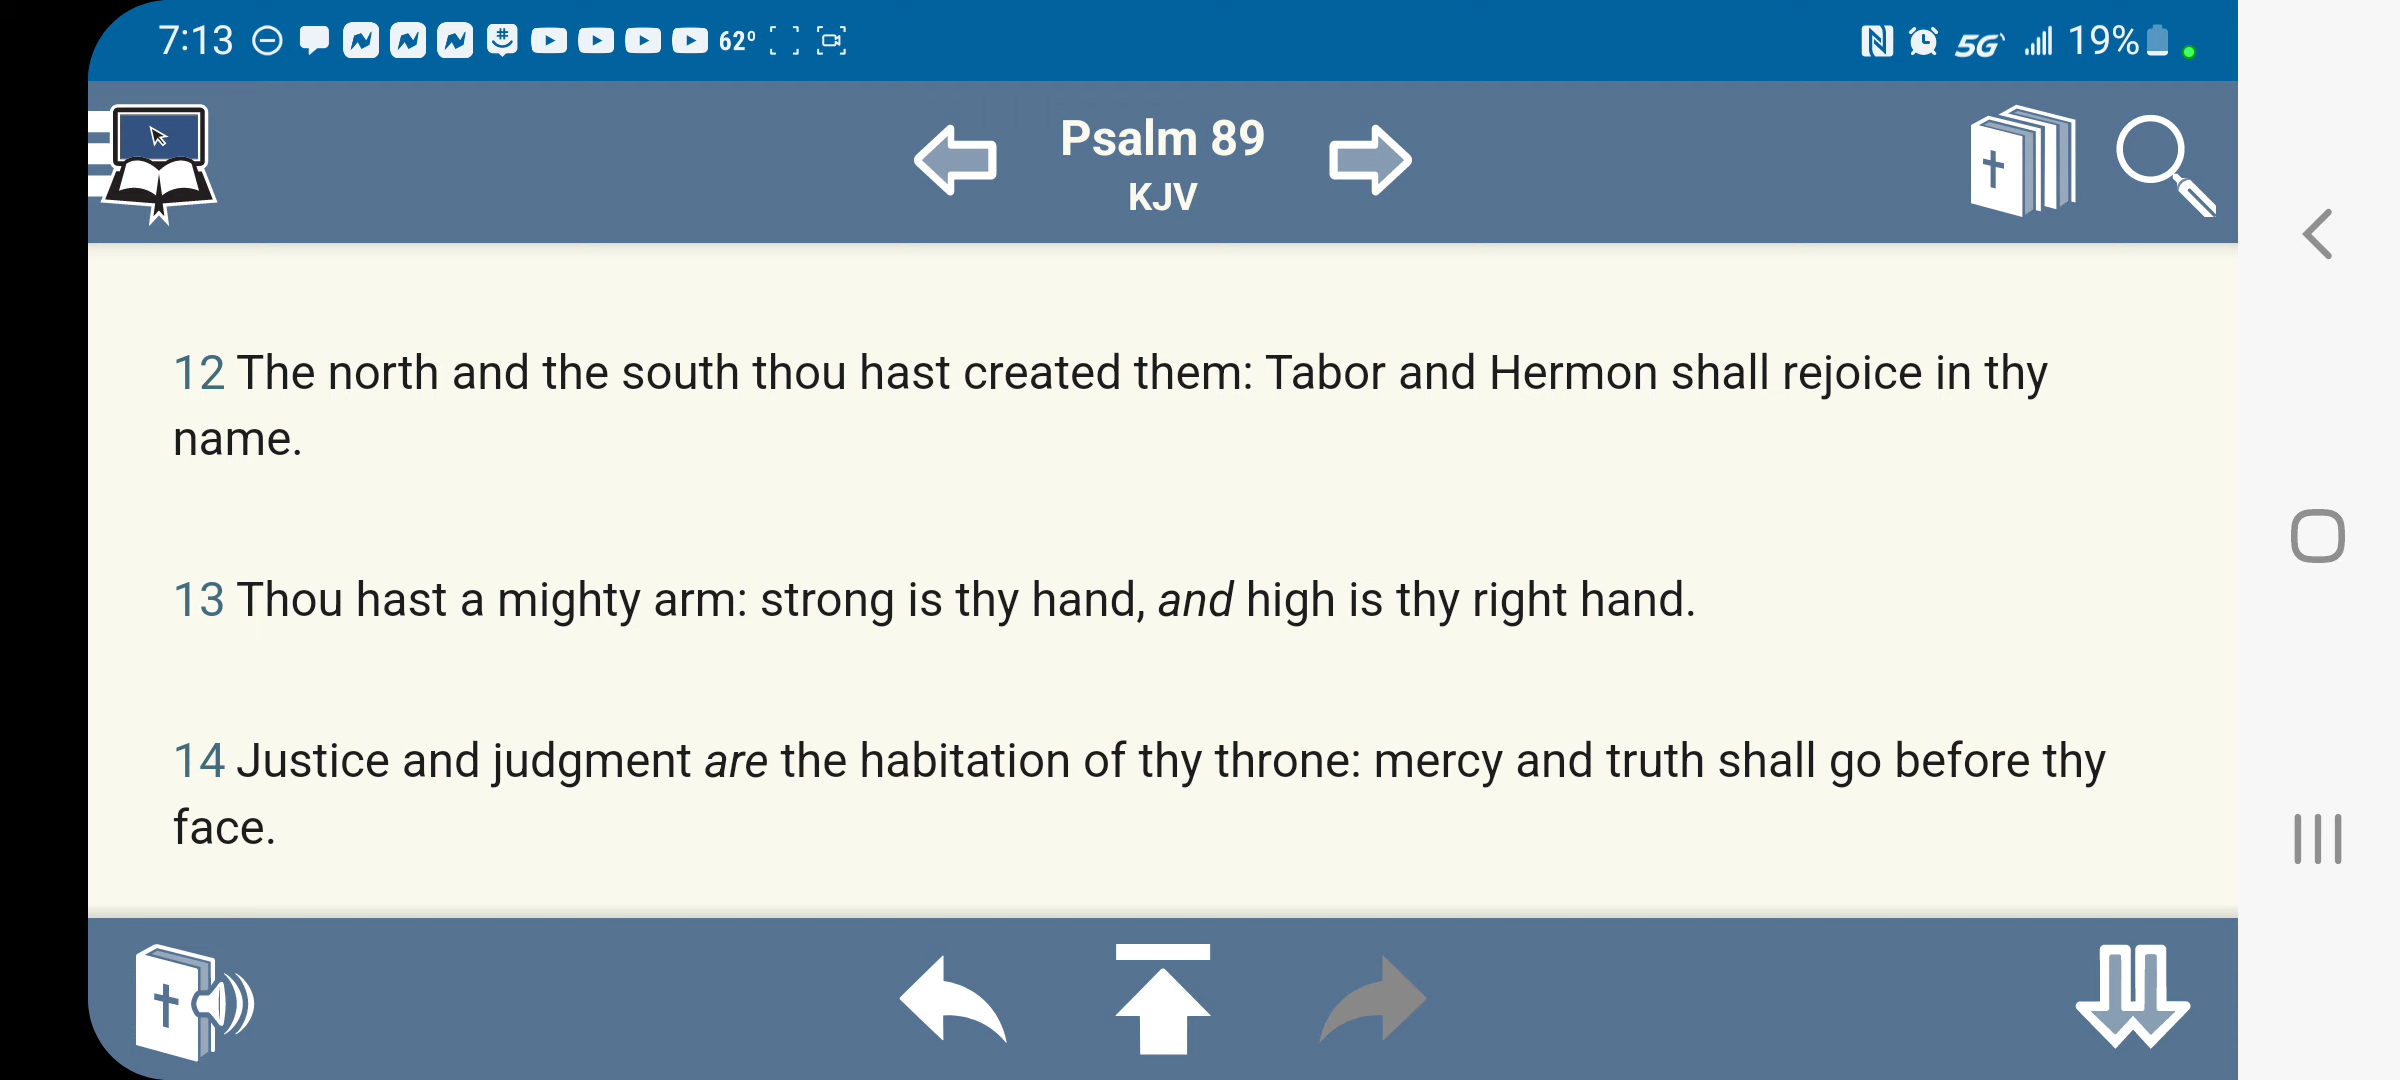 7:13 62° 5G 19%
Psalm 89
KJV
12 The north and the south thou hast created them: Tabor and Hermon shall rejoice in thy
name.
13 Thou hast a mighty arm: strong is thy hand, and high is thy right hand.
14 Justice and judgment are the habitation of thy throne: mercy and truth shall go before thy
face.